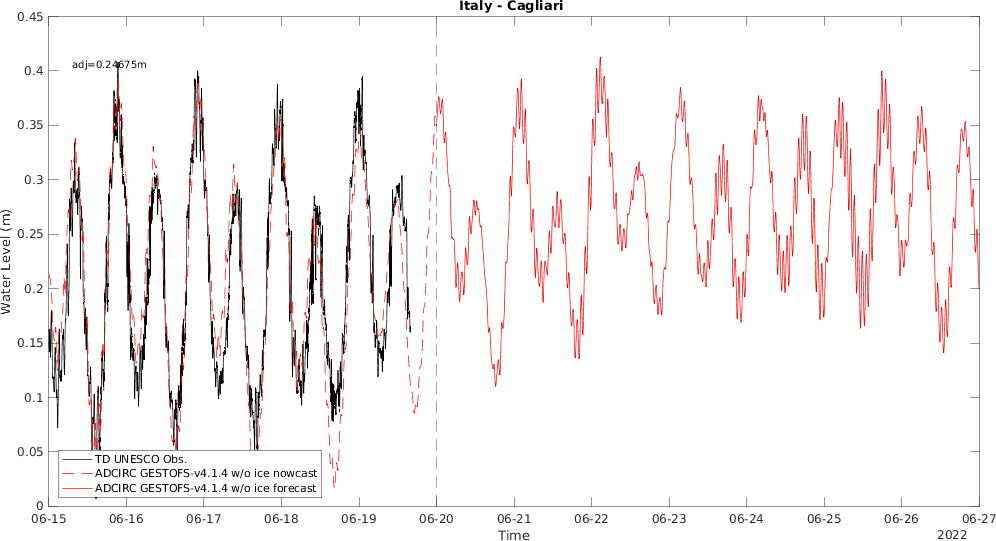 Italy - Cagliari
adj=0.24675m
Water Level (m)
0.45
0.4
0.35
0.3
0.25
0.2
0.15
0.1
0.05
0
TD UNESCO Obs.
ADCIRC GESTOFS-v4.1.4 w/o ice nowcast
ADCIRC GESTOFS-v4.1.4 w/o ice forecast
06-15 06-16 06-17 06-18 06-19 06-20 06-21 06-22 06-23 06-24 06-25 06-26 06-27
Time
2022